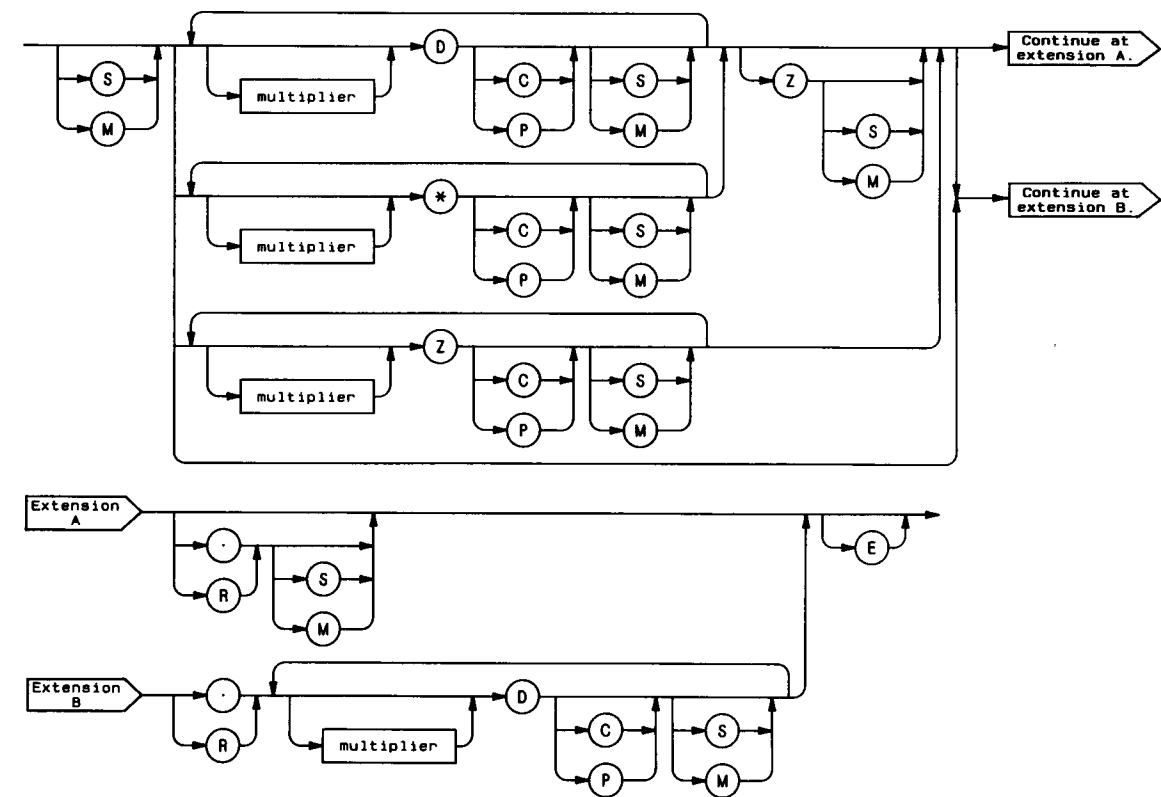 D
Continue at
extension A.
S
C
S
Z
multiplier
M
P
M
S
M
*
Continue at
extension B.
C
S
multiplier
P
M
Z
C
S
multiplier
P
M
Extension
A
.
E
S
R
M
Extension
B
.
D
C
S
R
multiplier
P
M